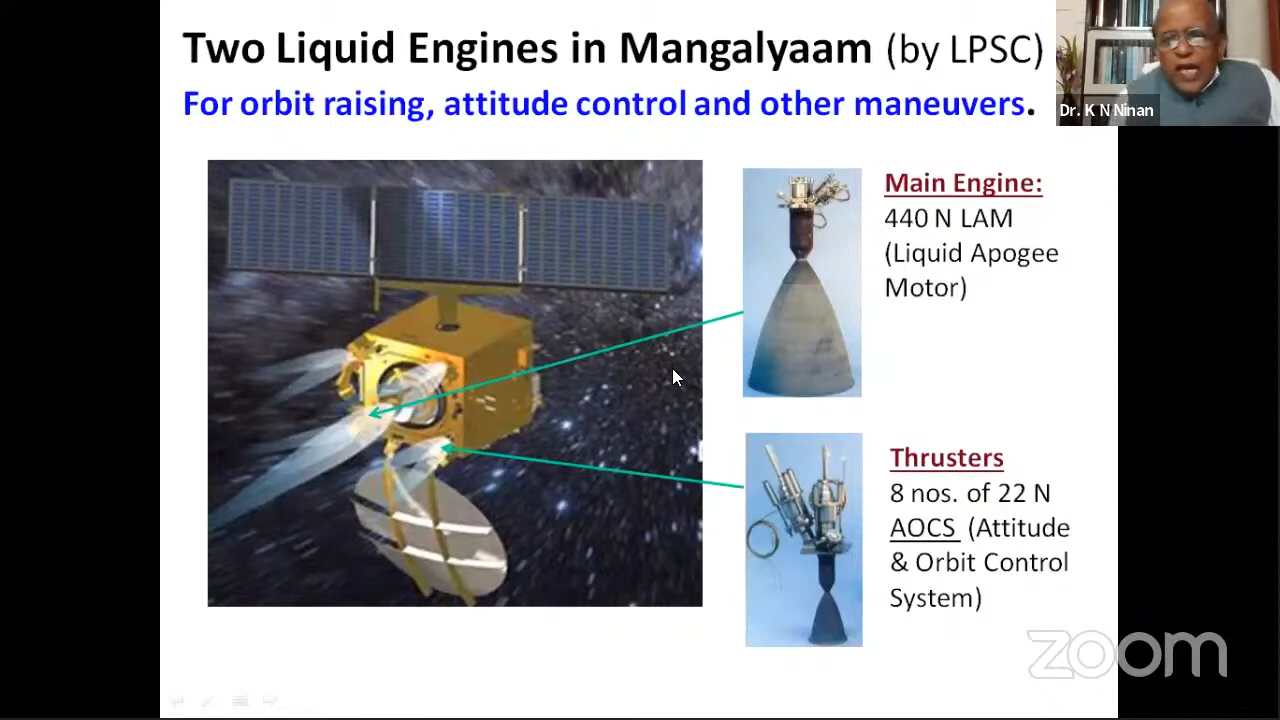 Two Liquid Engines in Mangalyaam (by LPSC)
For orbit raising, attitude control and other maneuvers.
Dr. K N Ninan
Main Engine:
440 N LAM
(Liquid Apogee
Motor)
Thrusters
8 nos. of 22 N
AOCS (Attitude
& Orbit Control
System)
zoom